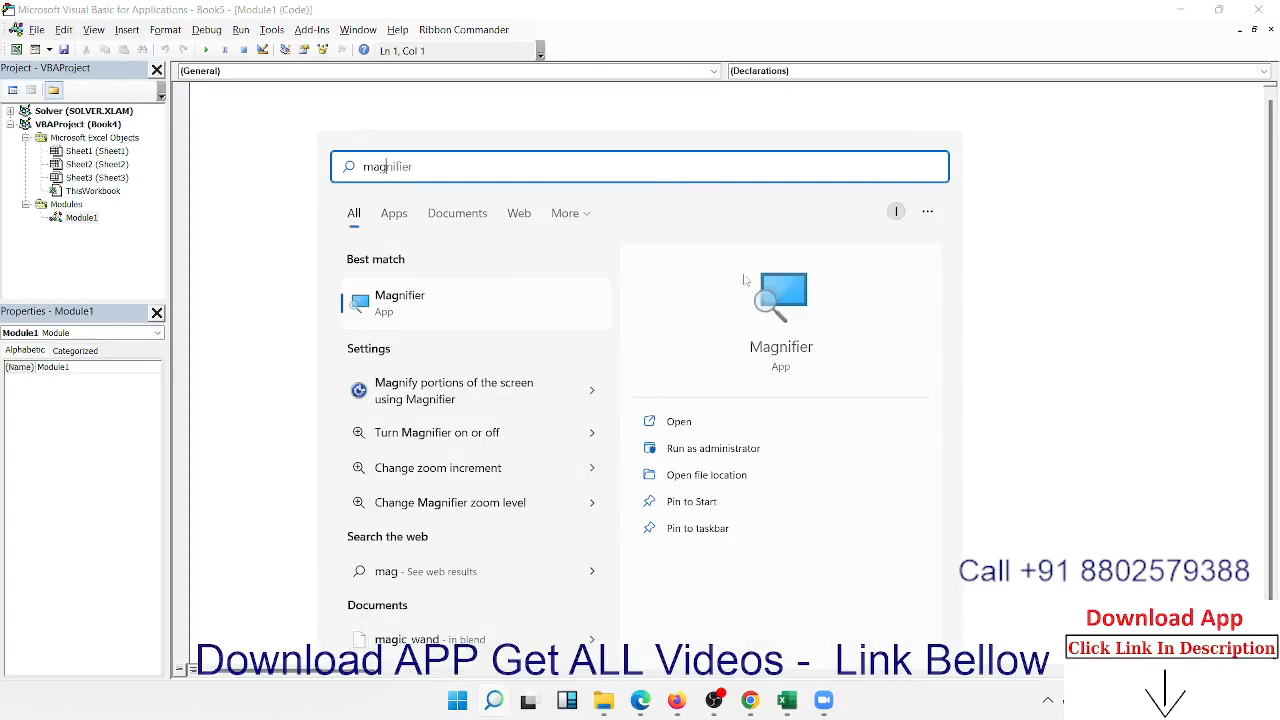 Microsoft Visual Basic for Applications - Book5 - [Module1 (Code)]
File Edit View Insert Format Debug Run Tools Add-Ins Window Help Ribbon Commander
Ln 1, Col 1
Project - VBAProject
(General) (Declarations)
Solver (SOLVER.XLAM)
VBAProject (Book4)
Microsoft Excel Objects
Sheet1 (Sheet1)
Sheet2 (Sheet2)
Sheet3 (Sheet3)
ThisWorkbook
Modules
Module1
Properties - Module1
Module1 Module
Alphabetic Categorized
(Name) Module1
magnifier
All Apps Documents Web More
I
Best match
Magnifier
App
Settings
Magnify portions of the screen
using Magnifier
Turn Magnifier on or off
Change zoom increment
Change Magnifier zoom level
Search the web
mag - See web results
Documents
magic_wand - in blend
Magnifier
App
Open
Run as administrator
Open file location
Pin to Start
Pin to taskbar
Call +91 8802579388
Download App
Click Link In Description
Download APP Get ALL Videos - Link Bellow